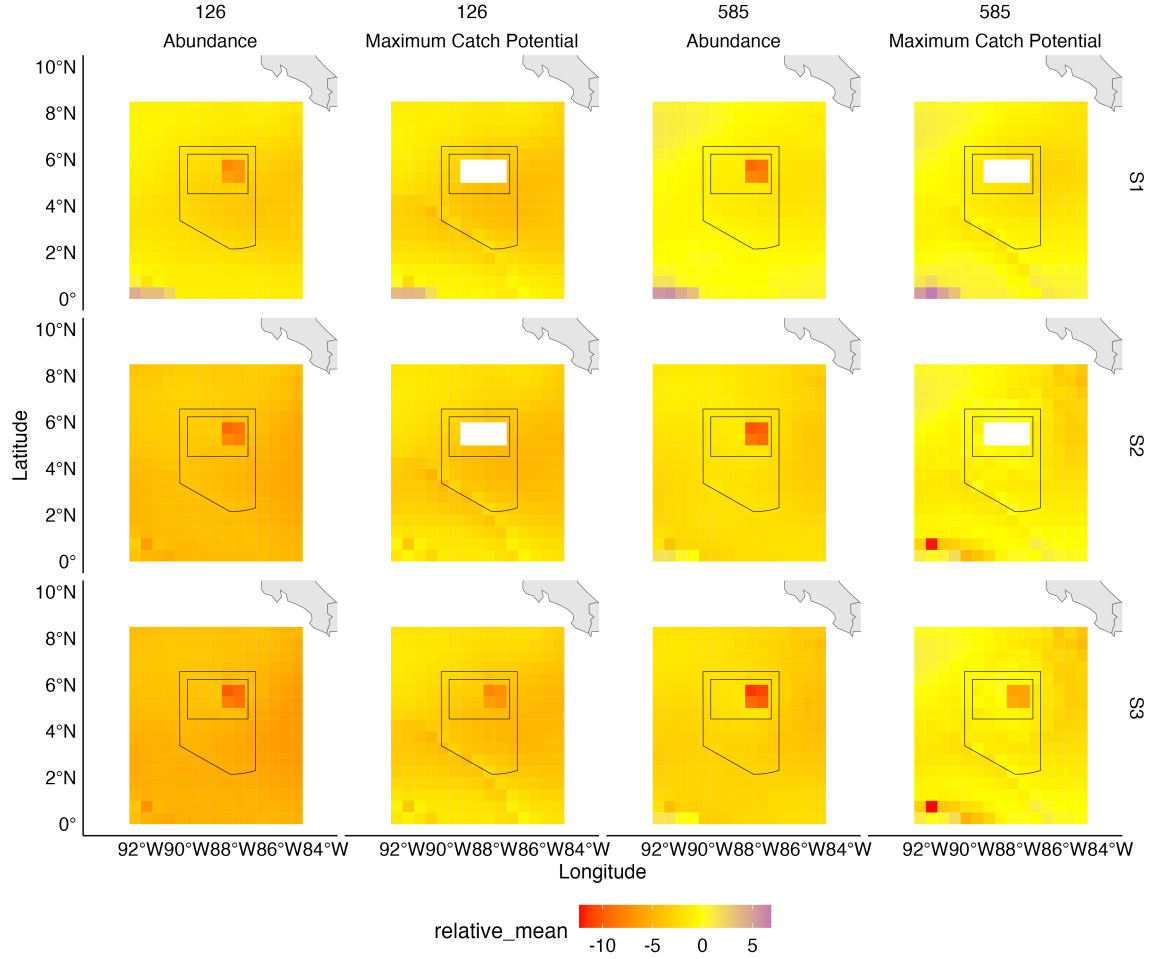 126 126 585 585
Abundance Maximum Catch Potential Abundance Maximum Catch Potential
10°N
8°N
6°N
4°N
2°N
0°
S1
10°N
8°N
6°N
4°N
2°N
0°
S2
10°N
8°N
6°N
4°N
2°N
0°
S3
Latitude
92°W90°W88°W86°W84°W 92°W90°W88°W86°W84°W 92°W90°W88°W86°W84°W 92°W90°W88°W86°W84°W
Longitude
relative_mean
-10 -5 0 5